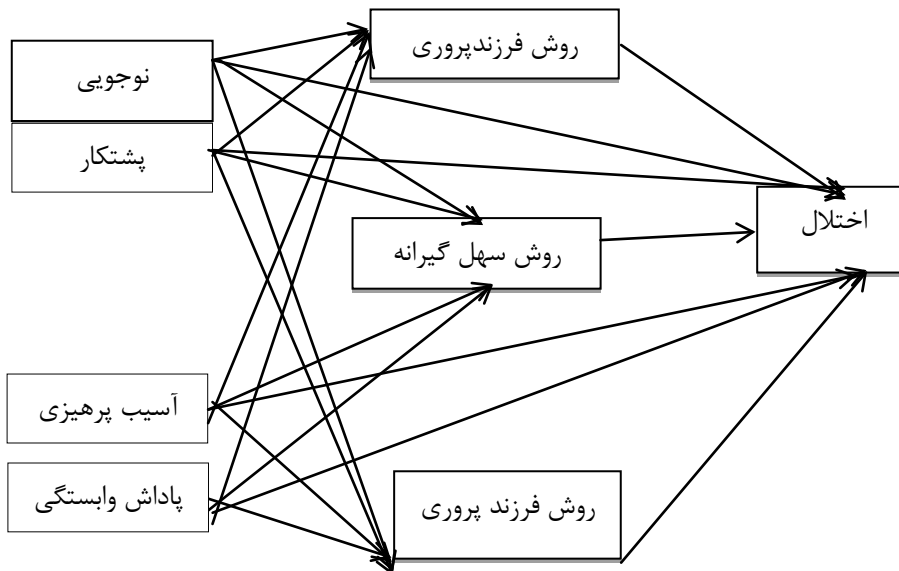 روش فرزندپروری
نوجویی
پشتکار
اختلال
روش سهل گیرانه
آسیب پرهیزی
پاداش وابستگی
روش فرزند پروری